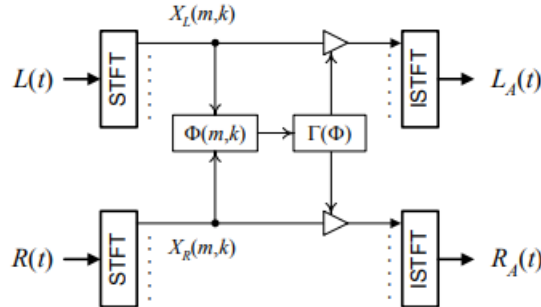 X_L(m,k)
L(t) STFT ISTFT L_A(t)
Φ(m,k) Γ(Φ)
R(t) STFT ISTFT R_A(t)
X_R(m,k)